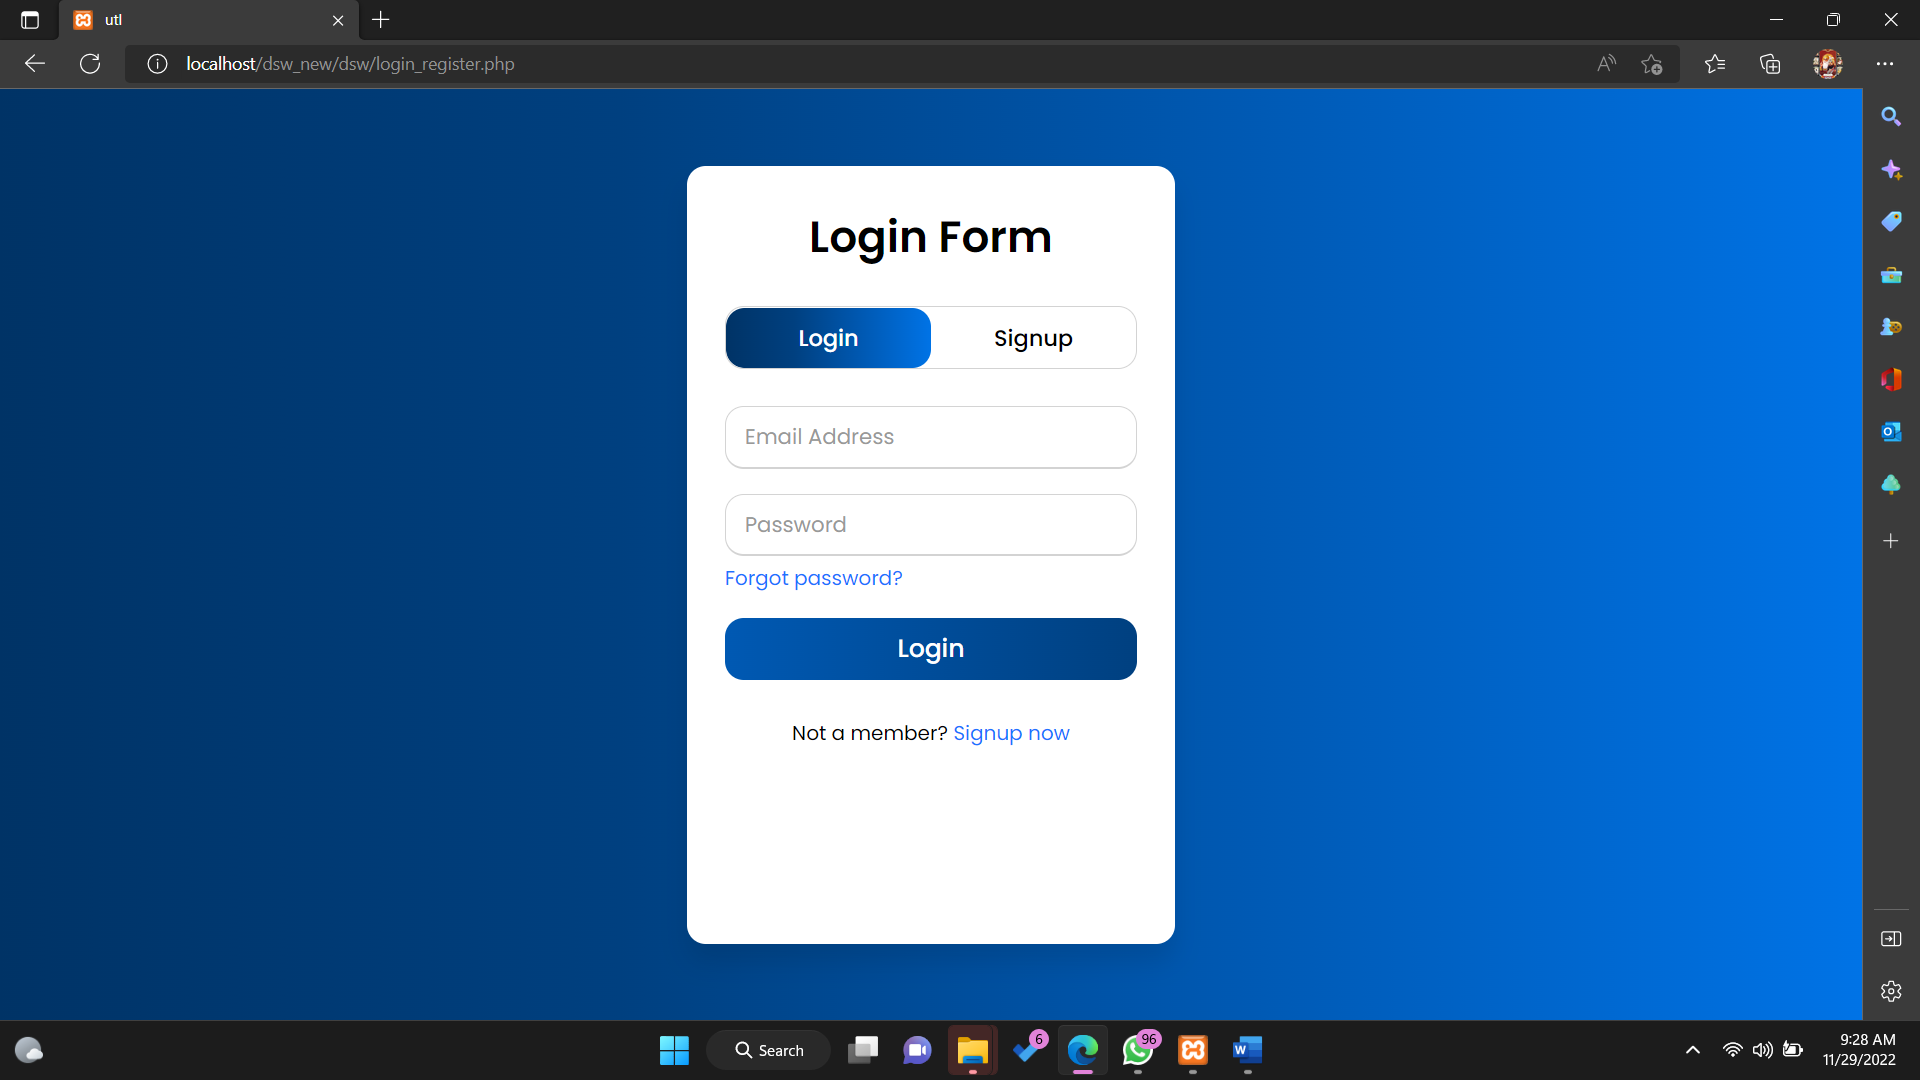 utl
localhost/dsw_new/dsw/login_register.php
Login Form
Login Signup
Email Address
Password
Forgot password?
Login
Not a member? Signup now
Search
6
96
9:28 AM
11/29/2022